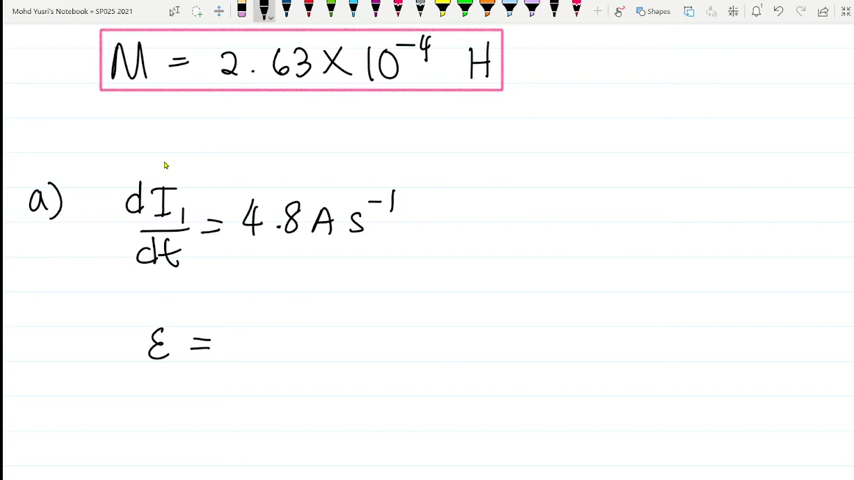 Mohd Yusri's Notebook » SP025 2021
Shapes
M = 2.63 × 10⁻⁴ H
a) dI₁/dt = 4.8 A s⁻¹
ε =